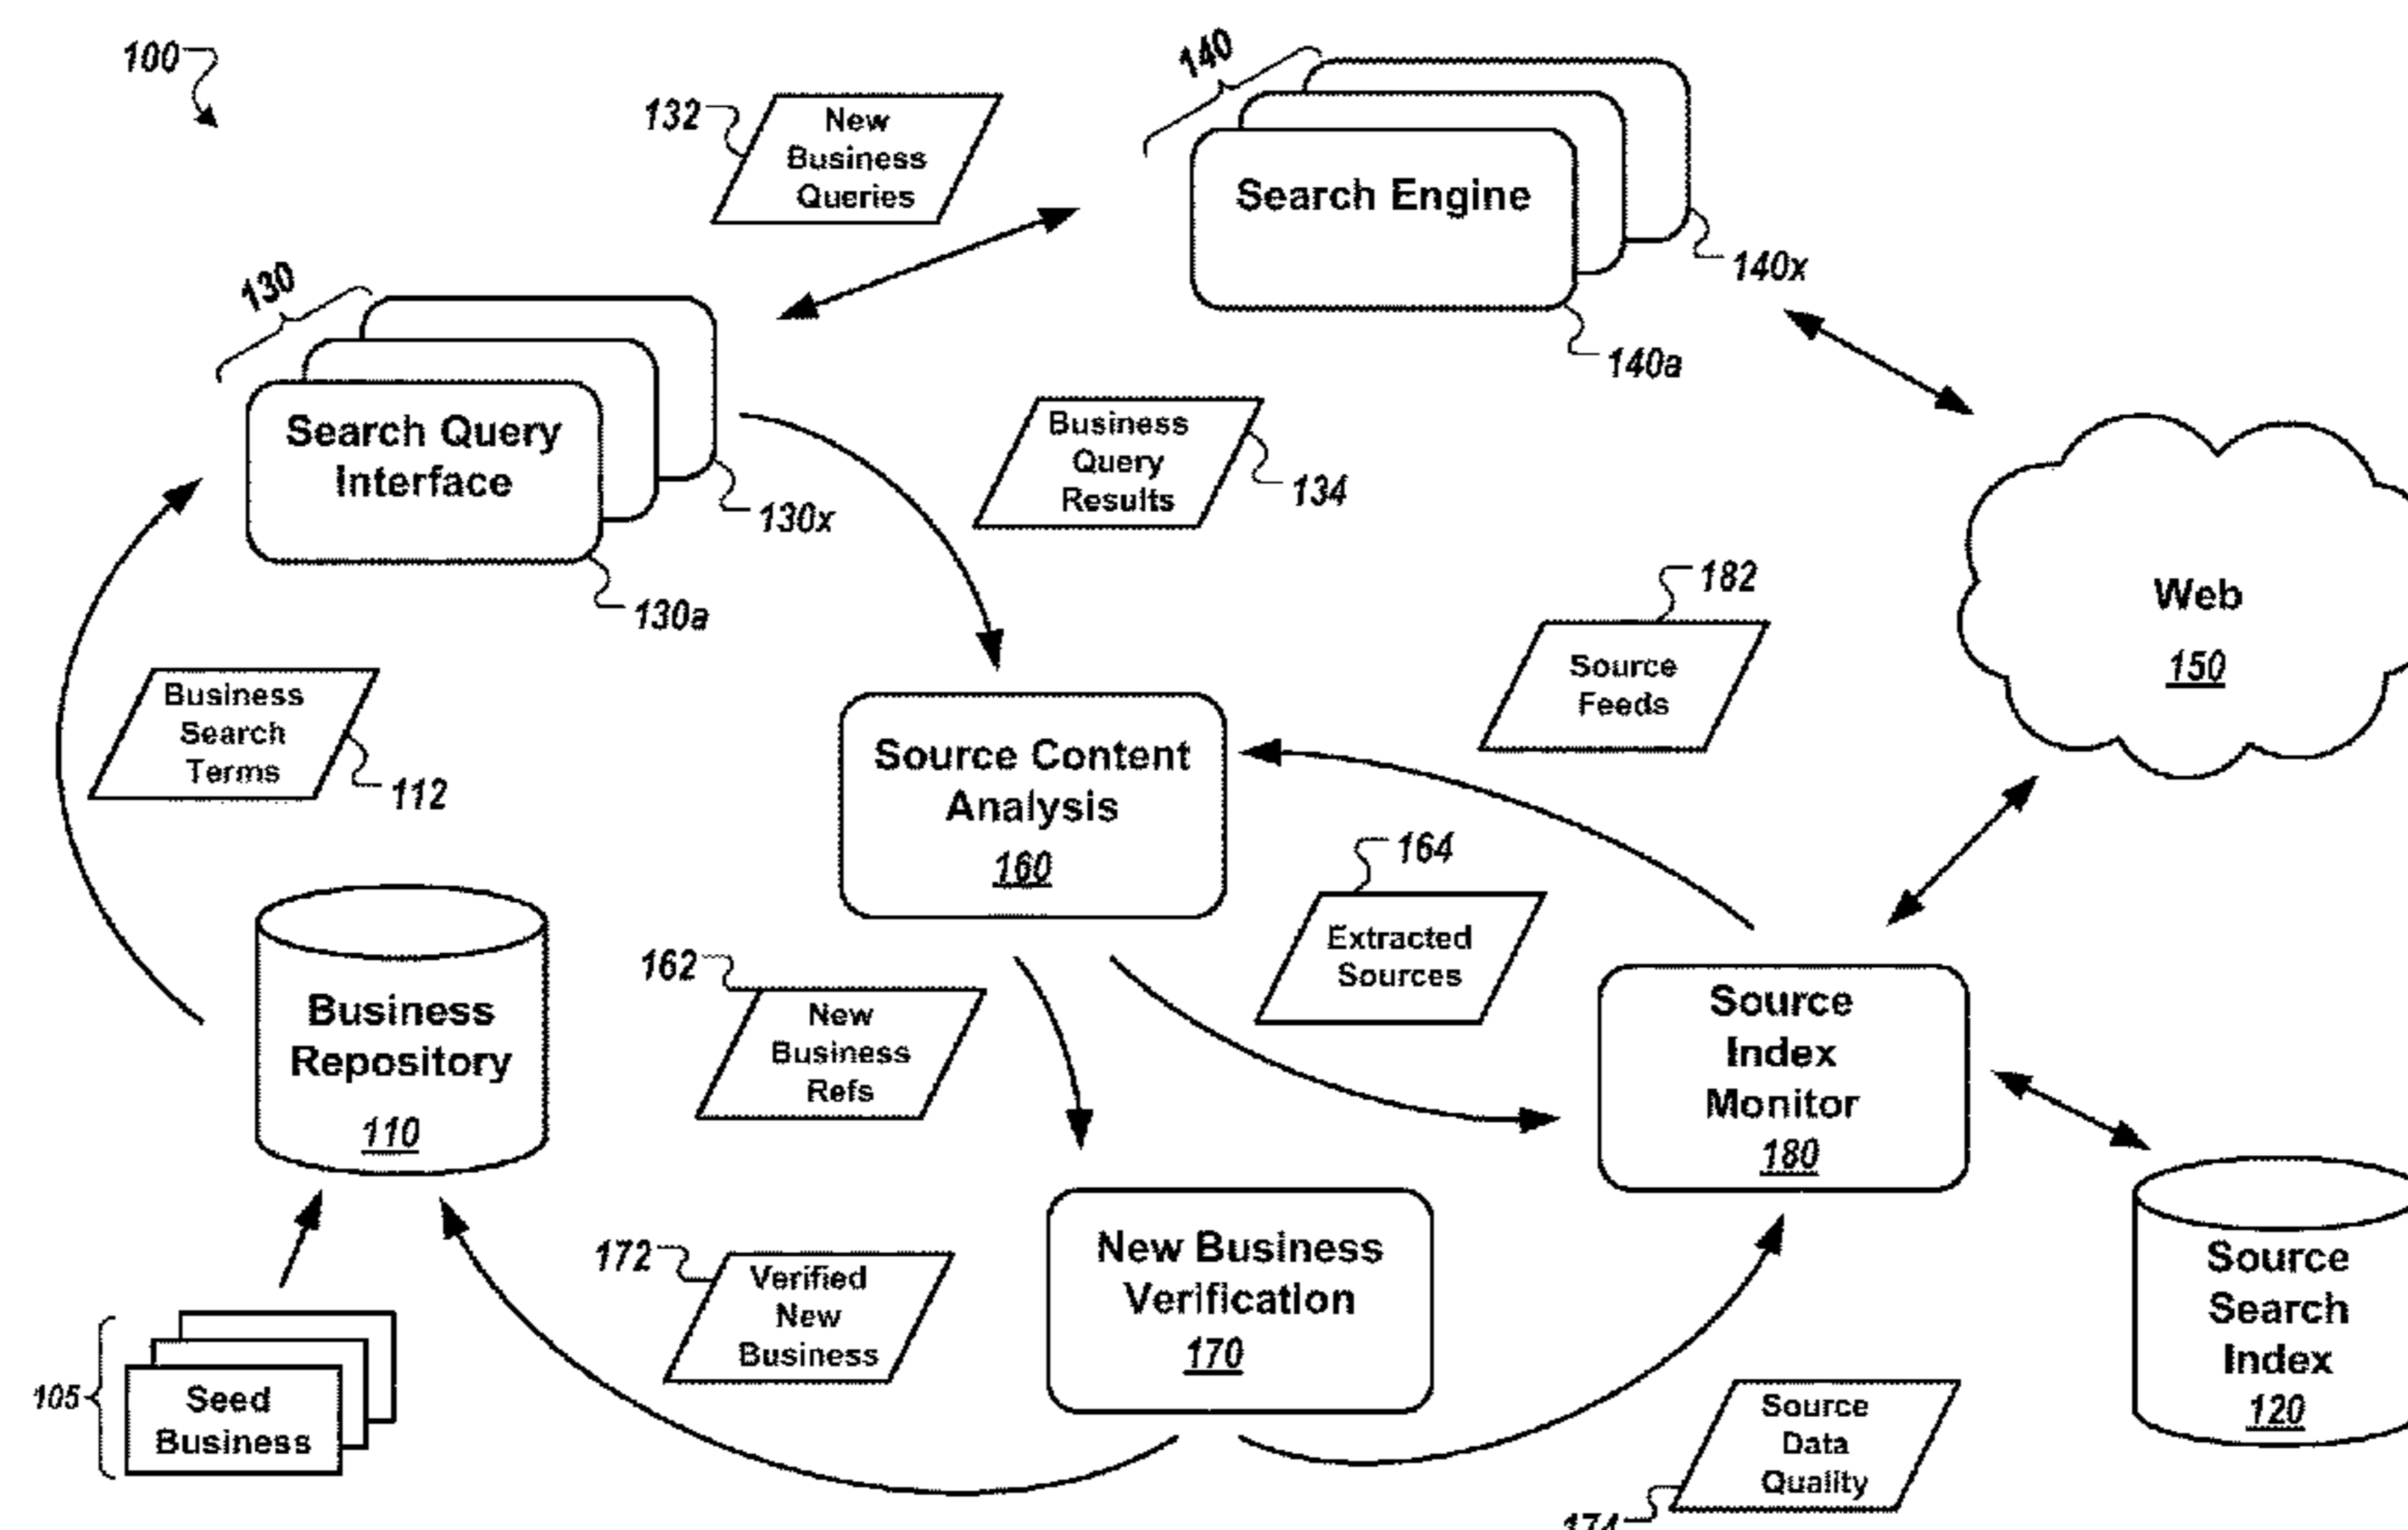 100
132
New
Business
Queries
140
Search Engine
140x
140a
130
Search Query
Interface
130x
130a
Business
Query
Results
134
Web
150
182
Source
Feeds
Business
Search
Terms
112
Source Content
Analysis
160
164
Extracted
Sources
Business
Repository
110
162
New
Business
Refs
Source
Index
Monitor
180
172
Verified
New
Business
New Business
Verification
170
Source
Search
Index
120
105
Seed
Business
Source
Data
Quality
174